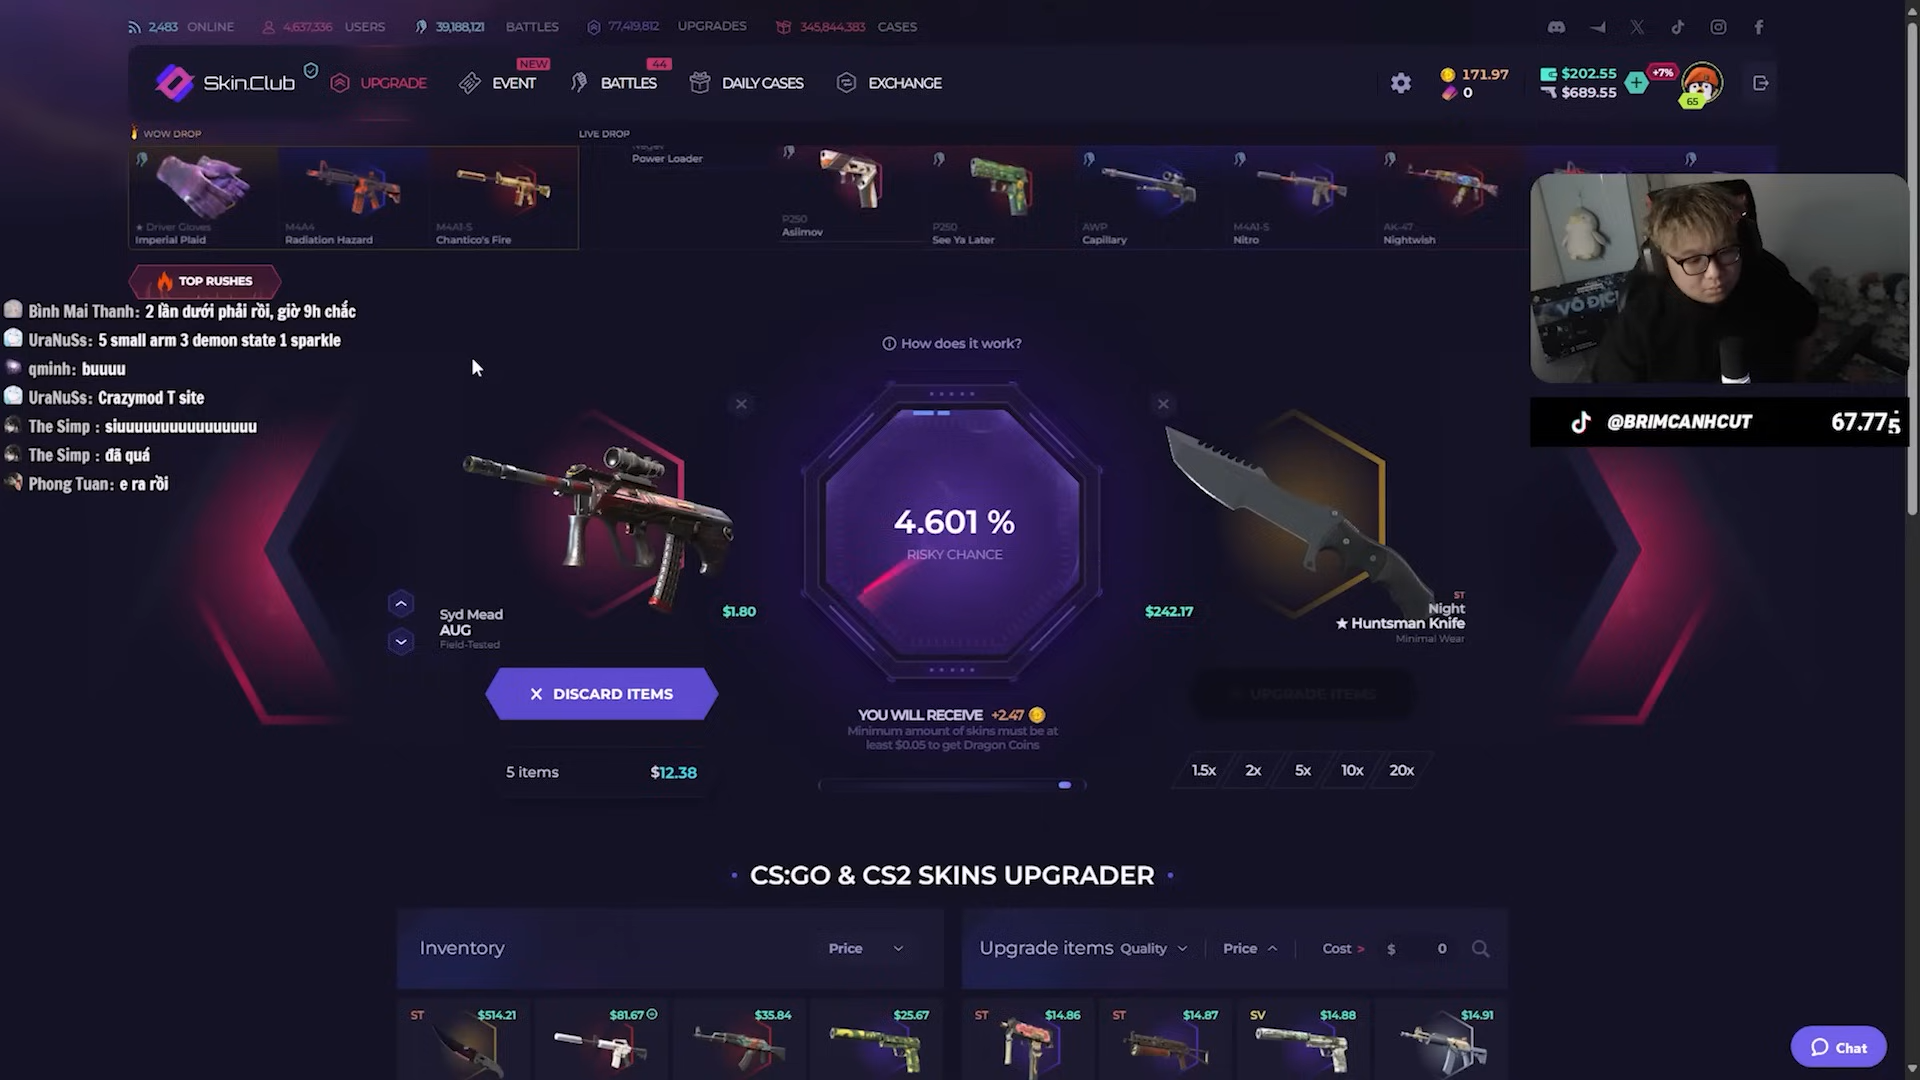 2,483 ONLINE 4,637,336 USERS 39,188,121 BATTLES 77,419,812 UPGRADES 345,844,383 CASES
Skin.Club UPGRADE NEW EVENT 44 BATTLES DAILY CASES EXCHANGE 171.97 0 $202.55 $689.55 +7% 65
WOW DROP LIVE DROP
Power Loader
★ Driver Gloves
Imperial Plaid
M4A4
Radiation Hazard
M4A1-S
Chantico's Fire
P250
Asiimov
P250
See Ya Later
AWP
Capillary
M4A1-S
Nitro
AK-47
Nightwish
TOP RUSHES
Bình Mai Thanh: 2 lần dưới phải rồi, giờ 9h chắc
UraNuSs: 5 small arm 3 demon state 1 sparkle
qminh: buuuu
UraNuSs: Crazymod T site
The Simp : siuuuuuuuuuuuuuuuu
The Simp : đã quá
Phong Tuan: e ra rồi
VÔ ĐỊCH
@BRIMCANHCUT 67.77
How does it work?
4.601 %
RISKY CHANCE
$1.80
Syd Mead
AUG
Field-Tested
$242.17
ST
Night
★ Huntsman Knife
Minimal Wear
DISCARD ITEMS
UPGRADE ITEMS
YOU WILL RECEIVE +2.47
Minimum amount of skins must be at
least $0.05 to get Dragon Coins
5 items $12.38
1.5x 2x 5x 10x 20x
CS:GO & CS2 SKINS UPGRADER
Inventory Price
Upgrade items Quality Price Cost > $ 0
ST $514.21 $81.67 $35.84 $25.67
ST $14.86 ST $14.87 SV $14.88 $14.91
Chat